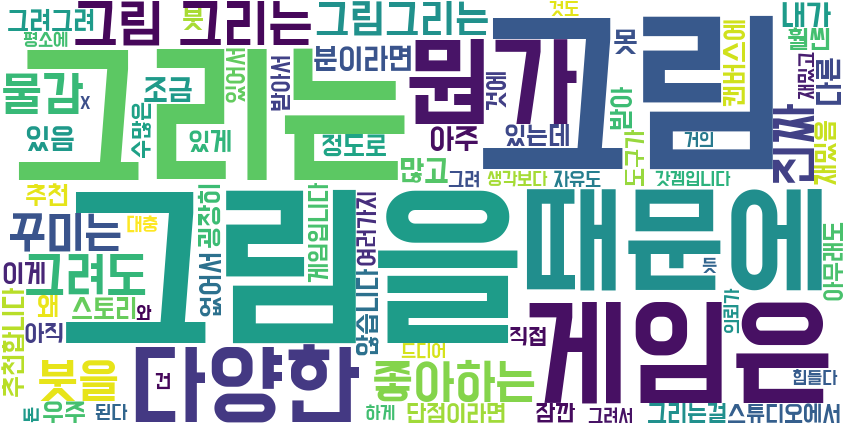 그려그려 그림 그리는 붓 그림그리는 것도 내가
평소에 분이라면 못 훨씬
그리는 뭔가 그림
물감 x 조금 있어서 받아서 것에 받아 캔버스에 재밌고 다른
있음 수많은 있게 정도로 아주 있는데 도구가 거의 진짜 재밌음
많고 그려 생각보다 자유도 갓겜입니다
추천 대충 굉장히 게임입니다 여러가지
꾸미는 그림을 때문에
이게 그려도 없어서 않습니다 듯 아무래도
추천합니다 왜 스토리 와 의뢰가
아직 직접 게임은
드디어
붓을 다양한 건 좋아하는 힘들다
돈 우주 된다 하게 단점이라면 잠깐 그려서 그리는걸 스튜디오에서